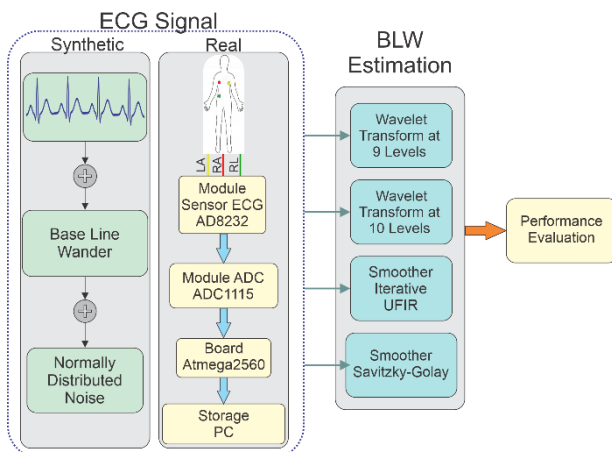 ECG Signal
Synthetic
Base Line
Wander
Normally
Distributed
Noise
Real
LA
RA
RL
Module
Sensor ECG
AD8232
Module ADC
ADC1115
Board
Atmega2560
Storage
PC
BLW
Estimation
Wavelet
Transform at
9 Levels
Wavelet
Transform at
10 Levels
Smoother
Iterative
UFIR
Smoother
Savitzky-Golay
Performance
Evaluation